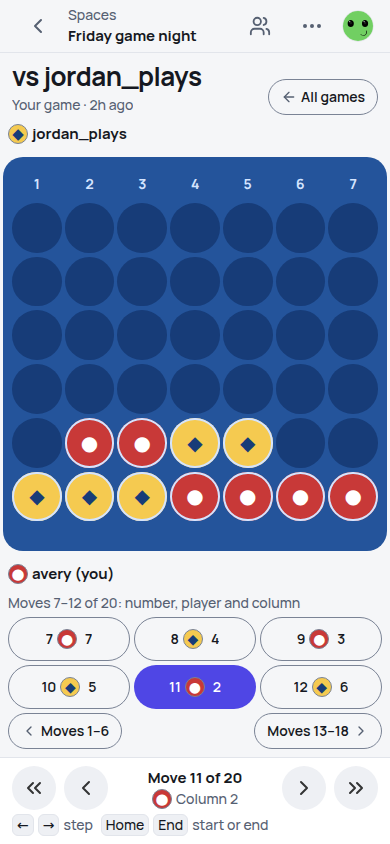 Spaces
Friday game night
vs jordan_plays
Your game · 2h ago
← All games
jordan_plays
1 2 3 4 5 6 7
avery (you)
Moves 7–12 of 20: number, player and column
7 7
8 4
9 3
10 5
11 2
12 6
Moves 1–6
Moves 13–18
Move 11 of 20
Column 2
← → step Home End start or end